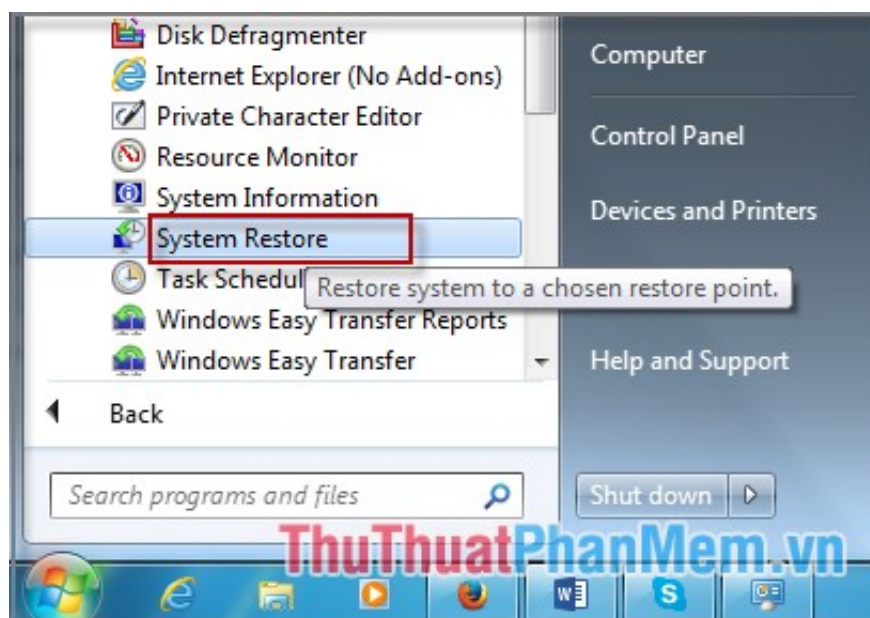 Disk Defragmenter
Internet Explorer (No Add-ons)
Private Character Editor
Resource Monitor
System Information
System Restore
Task Schedul
Restore system to a chosen restore point.
Windows Easy Transfer Reports
Windows Easy Transfer
Back
Search programs and files
Computer
Control Panel
Devices and Printers
Help and Support
Shut down
ThuThuatPhanMem.vn